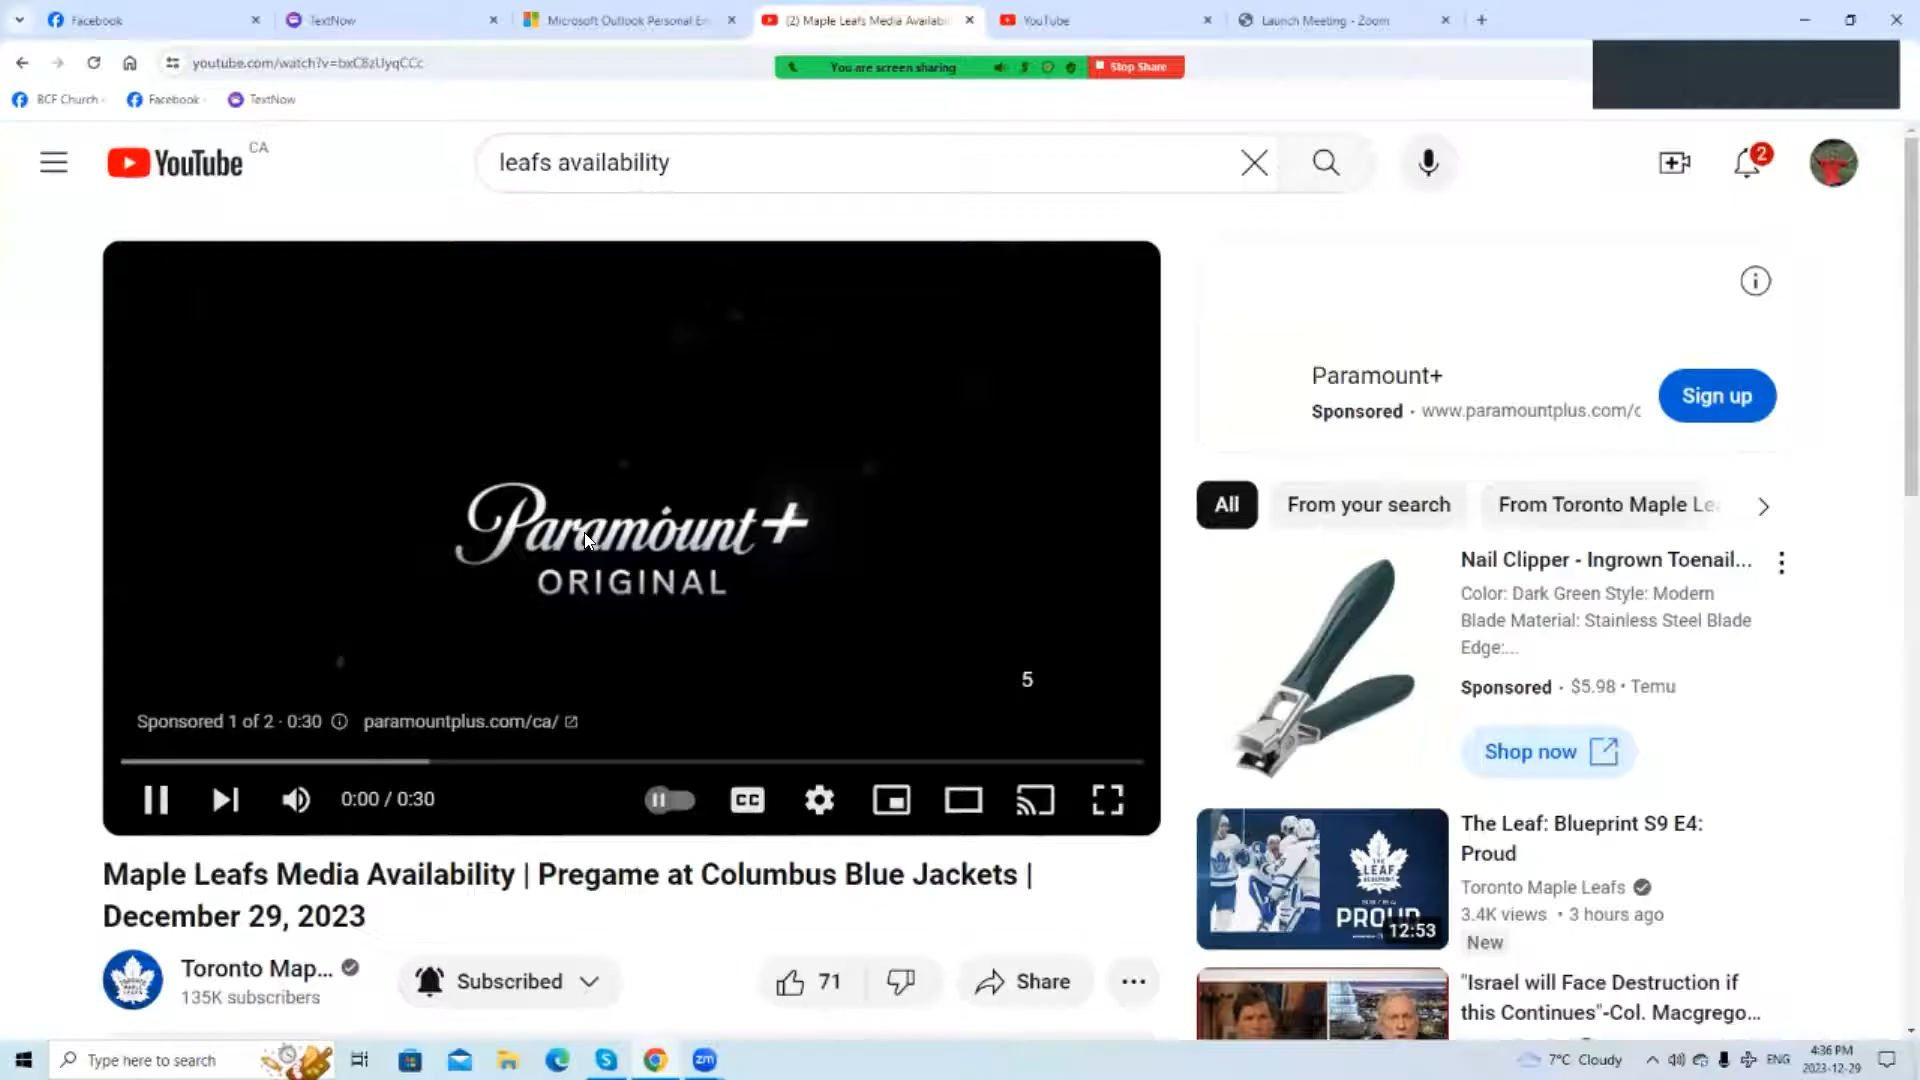 Facebook
TextNow
Microsoft Outlook Personal Em
(2) Maple Leafs Media Availabi
YouTube
Launch Meeting - Zoom
youtube.com/watch?v=bxC8zUyqCCc
You are screen sharing
Stop Share
BCF Church -
Facebook
TextNow
YouTube CA
leafs availability
2
Paramount+
ORIGINAL
5
Sponsored 1 of 2 · 0:30 paramountplus.com/ca/
0:00 / 0:30
CC
Maple Leafs Media Availability | Pregame at Columbus Blue Jackets |
December 29, 2023
Toronto Map...
135K subscribers
Subscribed
71
Share
Paramount+
Sponsored · www.paramountplus.com/c
Sign up
All
From your search
From Toronto Maple Le
Nail Clipper - Ingrown Toenail...
Color: Dark Green Style: Modern
Blade Material: Stainless Steel Blade
Edge:...
Sponsored · $5.98 · Temu
Shop now
THE
LEAF
BLUEPRINT
PROUD
12:53
The Leaf: Blueprint S9 E4:
Proud
Toronto Maple Leafs
3.4K views · 3 hours ago
New
"Israel will Face Destruction if
this Continues"-Col. Macgrego...
Type here to search
zm
7°C Cloudy
ENG
4:36 PM
2023-12-29